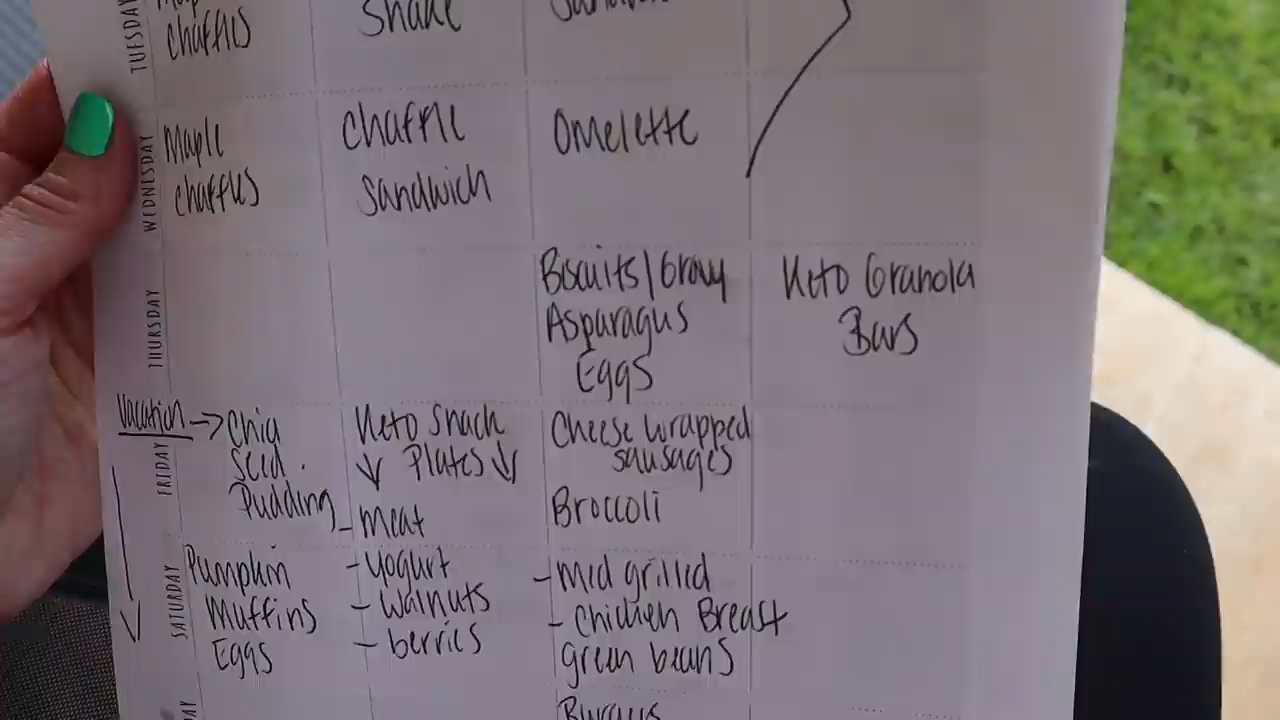 TUESDAY
chaffles
Shake
WEDNESDAY
Maple
chaffles
Chaffle
Sandwich
Omelette
THURSDAY
Biscuits/Gravy
Asparagus
Eggs
Keto Granola
Bars
Vacation →
FRIDAY
Chia
Seed
Pudding
Keto Snack
↓ Plates ↓
- meat
- yogurt
- walnuts
- berries
Cheese wrapped
sausages
Broccoli
SATURDAY
Pumpkin
Muffins
Eggs
- med grilled
- chicken Breast
green beans